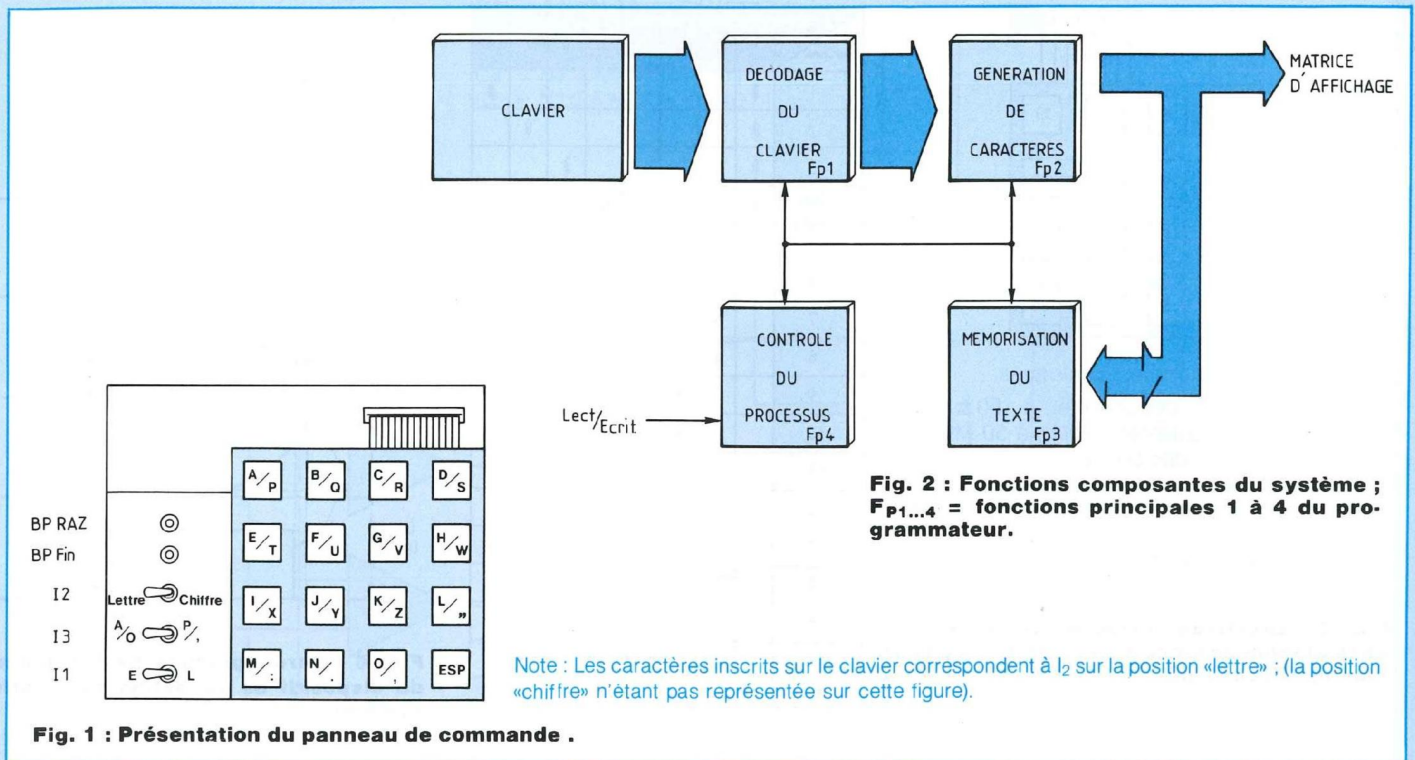 CLAVIER
DECODAGE
DU
CLAVIER
Fp1
GENERATION
DE
CARACTERES
Fp2
MATRICE
D'AFFICHAGE
CONTROLE
DU
PROCESSUS
Fp4
MEMORISATION
DU
TEXTE
Fp3
Lect/Ecrit
Fig. 2 : Fonctions composantes du système ;
FP1...4 = fonctions principales 1 à 4 du pro-
grammateur.
A/P B/Q C/R D/S
BP RAZ
E/T F/U G/V H/W
BP Fin
I2 Lettre Chiffre I/X J/Y K/Z L/„
I3 A/O P/,
I1 E L M/: N/. O/, ESP
Note : Les caractères inscrits sur le clavier correspondent à I2 sur la position «lettre» ; (la position
«chiffre» n'étant pas représentée sur cette figure).
Fig. 1 : Présentation du panneau de commande .